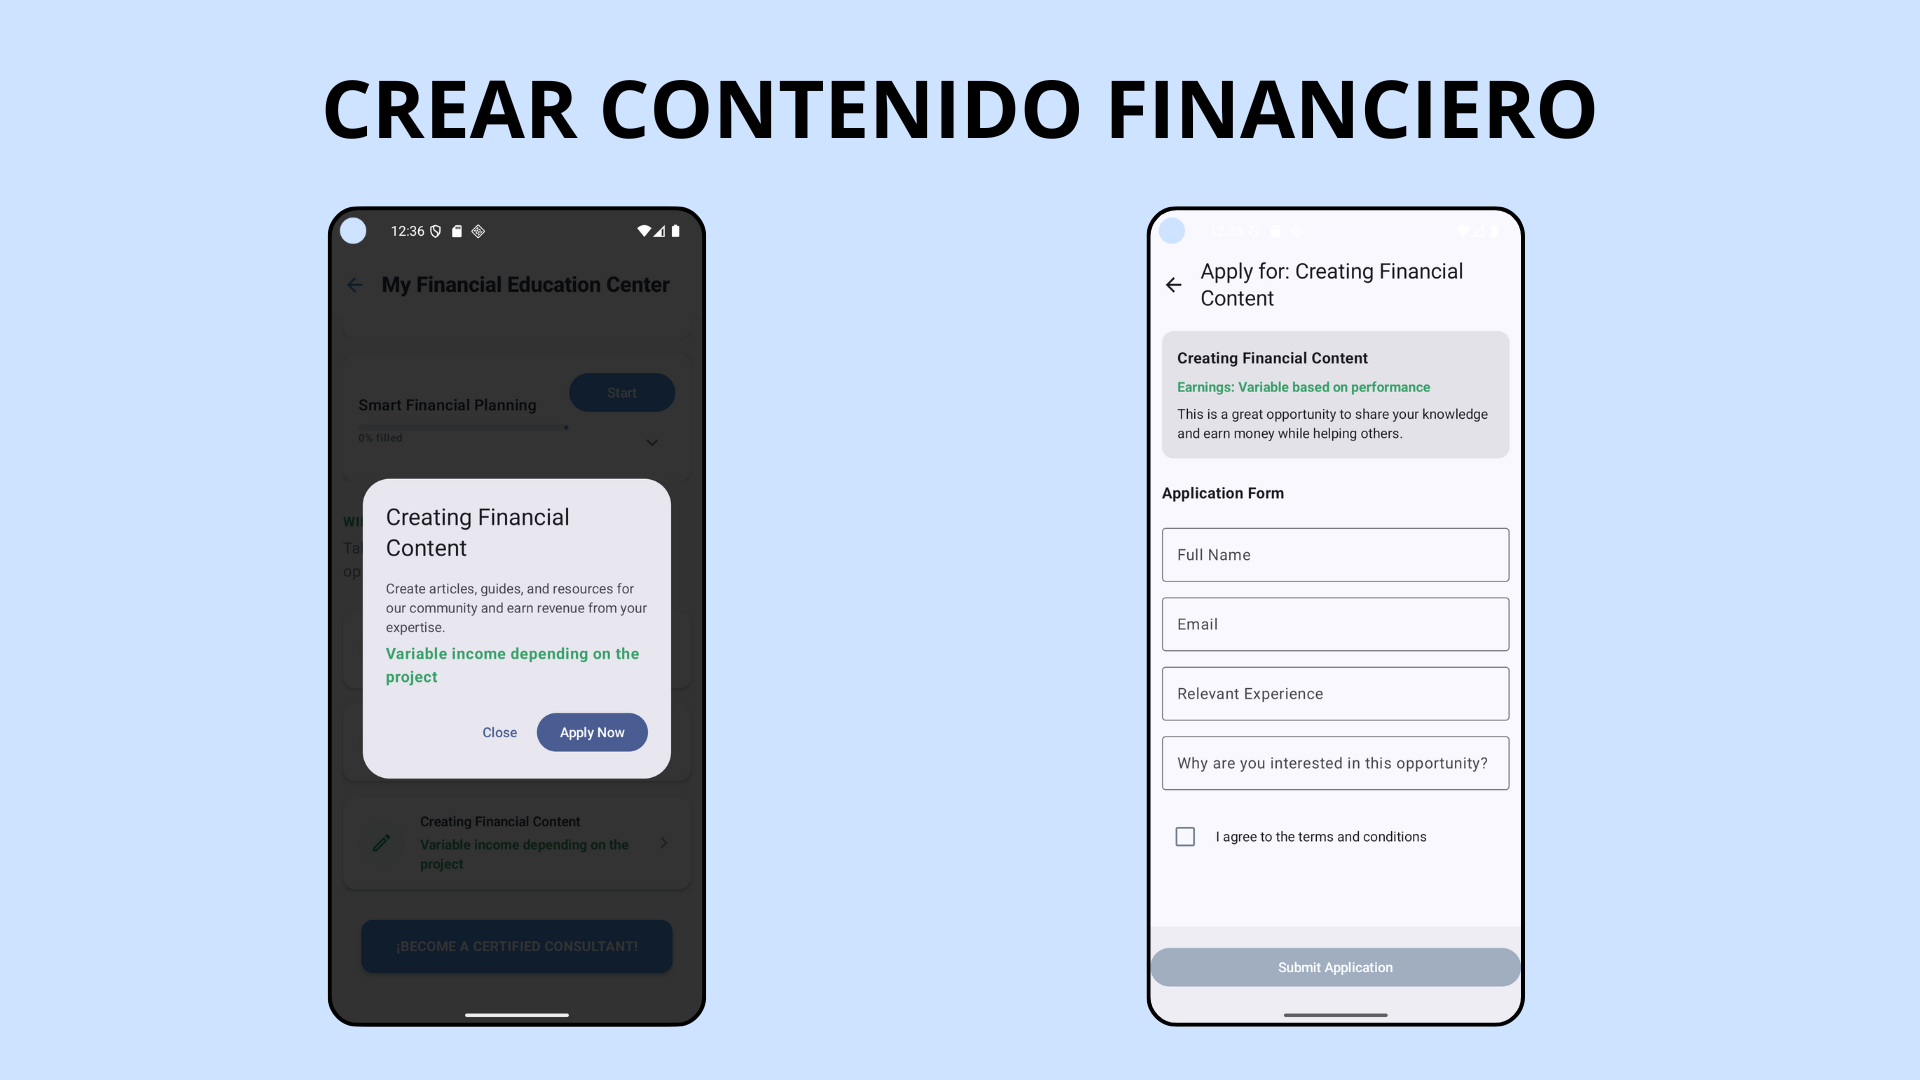 CREAR CONTENIDO FINANCIERO
12:36
My Financial Education Center
Start
Smart Financial Planning
0% filled
Creating Financial
Content
Create articles, guides, and resources for
our community and earn revenue from your
expertise.
Variable income depending on the
project
Close
Apply Now
Creating Financial Content
Variable income depending on the
project
¡BECOME A CERTIFIED CONSULTANT!
12:36
Apply for: Creating Financial
Content
Creating Financial Content
Earnings: Variable based on performance
This is a great opportunity to share your knowledge
and earn money while helping others.
Application Form
Full Name
Email
Relevant Experience
Why are you interested in this opportunity?
I agree to the terms and conditions
Submit Application